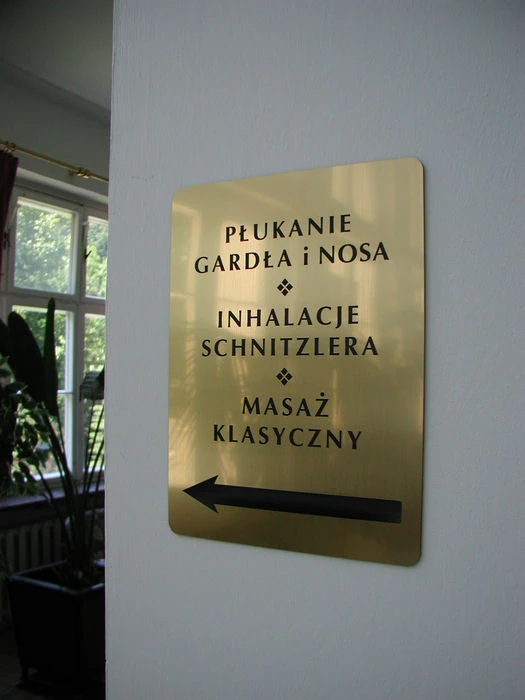 PŁUKANIE
GARDŁA i NOSA
INHALACJE
SCHNITZLERA
MASAŻ
KLASYCZNY